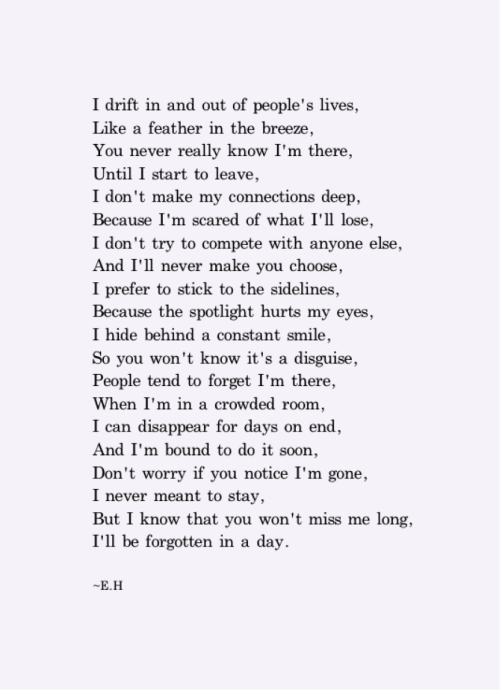 I drift in and out of people's lives,
Like a feather in the breeze,
You never really know I'm there,
Until I start to leave,
I don't make my connections deep,
Because I'm scared of what I'll lose,
I don't try to compete with anyone else,
And I'll never make you choose,
I prefer to stick to the sidelines,
Because the spotlight hurts my eyes,
I hide behind a constant smile,
So you won't know it's a disguise,
People tend to forget I'm there,
When I'm in a crowded room,
I can disappear for days on end,
And I'm bound to do it soon,
Don't worry if you notice I'm gone,
I never meant to stay,
But I know that you won't miss me long,
I'll be forgotten in a day.
~E.H